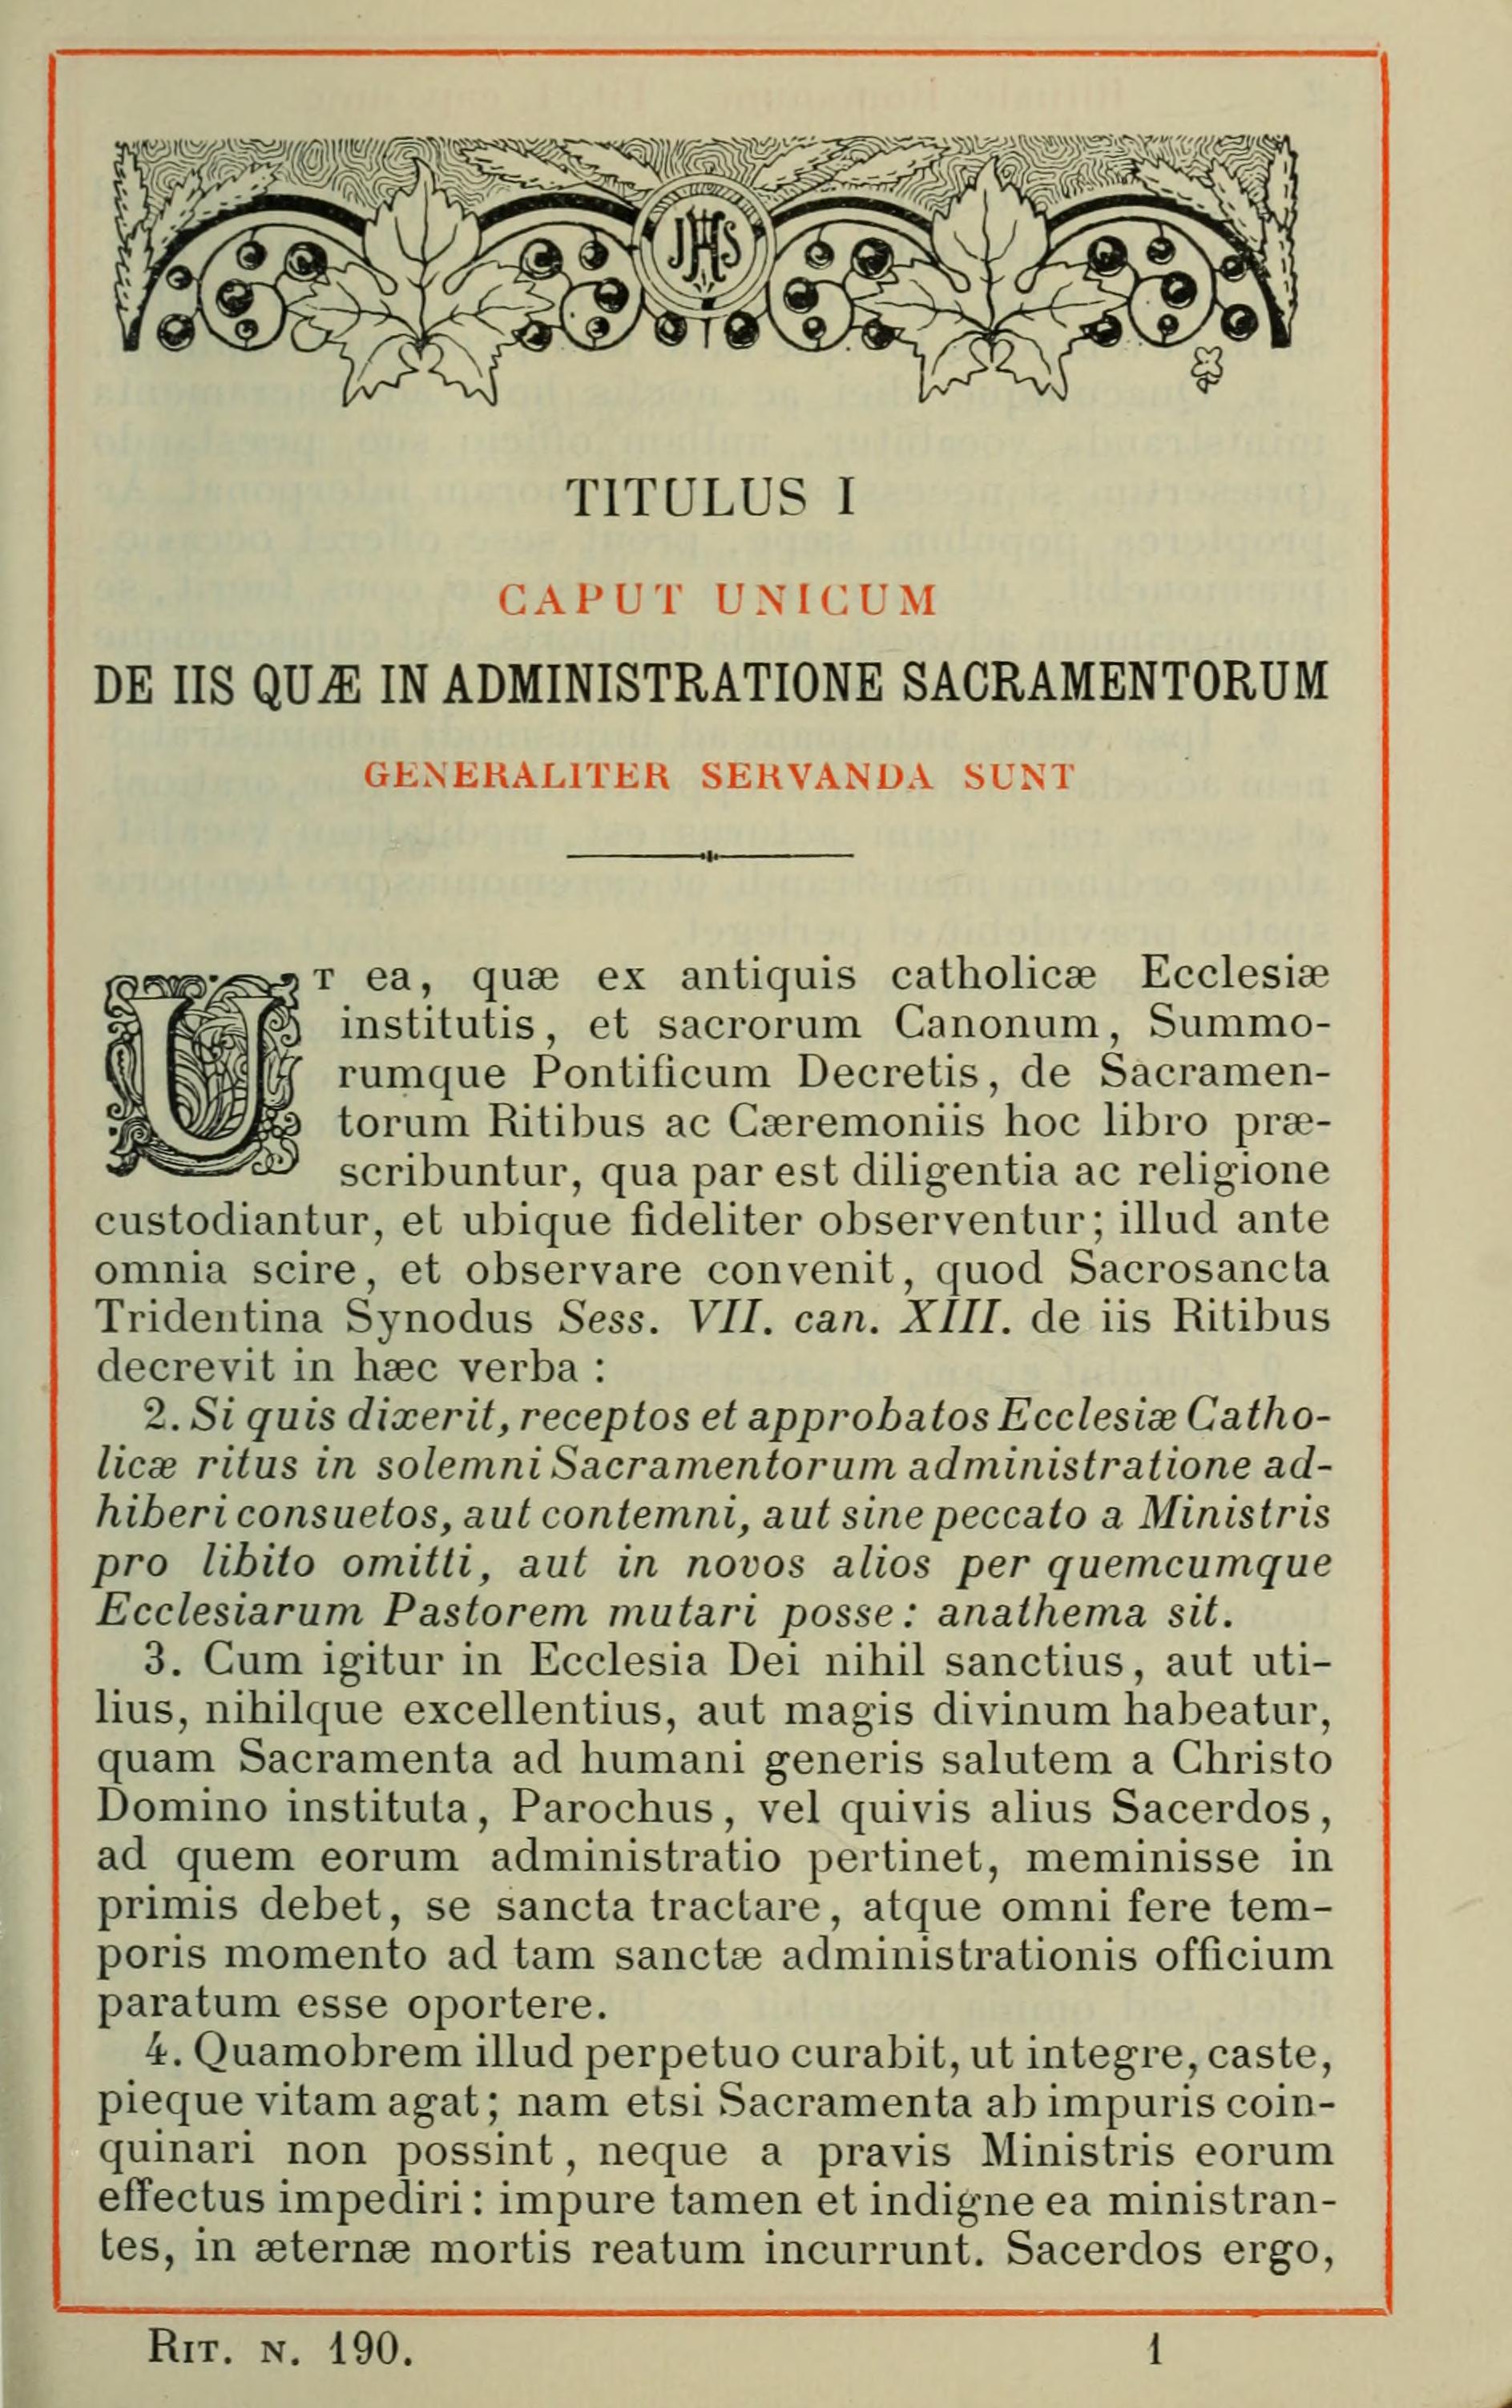 JHS
TITULUS I
CAPUT UNICUM
DE IIS QUÆ IN ADMINISTRATIONE SACRAMENTORUM
GENERALITER SERVANDA SUNT
UT ea, quæ ex antiquis catholicæ Ecclesiæ
institutis, et sacrorum Canonum, Summo-
rumque Pontificum Decretis, de Sacramen-
torum Ritibus ac Cæremoniis hoc libro præ-
scribuntur, qua par est diligentia ac religione
custodiantur, et ubique fideliter observentur; illud ante
omnia scire, et observare convenit, quod Sacrosancta
Tridentina Synodus Sess. VII. can. XIII. de iis Ritibus
decrevit in hæc verba :
2. Si quis dixerit, receptos et approbatos Ecclesiæ Catho-
licæ ritus in solemni Sacramentorum administratione ad-
hiberi consuetos, aut contemni, aut sine peccato a Ministris
pro libito omitti, aut in novos alios per quemcumque
Ecclesiarum Pastorem mutari posse : anathema sit.
3. Cum igitur in Ecclesia Dei nihil sanctius, aut uti-
lius, nihilque excellentius, aut magis divinum habeatur,
quam Sacramenta ad humani generis salutem a Christo
Domino instituta, Parochus, vel quivis alius Sacerdos,
ad quem eorum administratio pertinet, meminisse in
primis debet, se sancta tractare, atque omni fere tem-
poris momento ad tam sanctæ administrationis officium
paratum esse oportere.
4. Quamobrem illud perpetuo curabit, ut integre, caste,
pieque vitam agat; nam etsi Sacramenta ab impuris coin-
quinari non possint, neque a pravis Ministris eorum
effectus impediri : impure tamen et indigne ea ministran-
tes, in æternæ mortis reatum incurrunt. Sacerdos ergo,
RIT. N. 190. 1